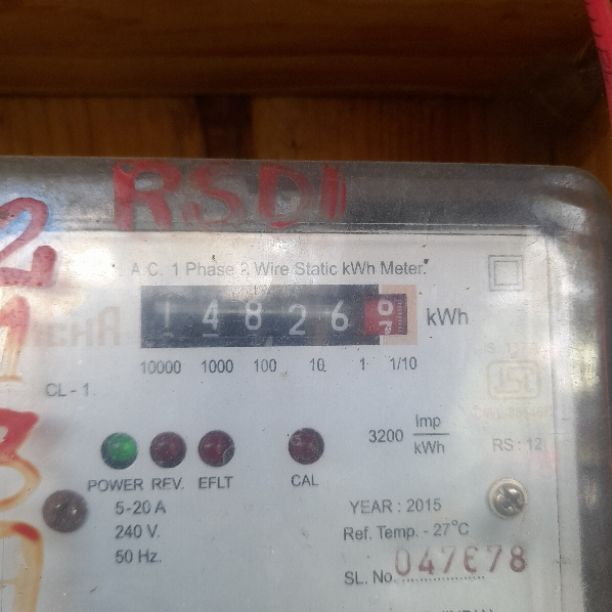 RSDI
A.C. 1 Phase 2 Wire Static kWh Meter.
1 4 8 2 6 kWh
10000 1000 100 10 1 1/10
CL - 1
3200 Imp/kWh
RS : 12
POWER REV. EFLT CAL
5-20 A
240 V.
50 Hz.
YEAR : 2015
Ref. Temp. - 27°C
SL. No. 047678